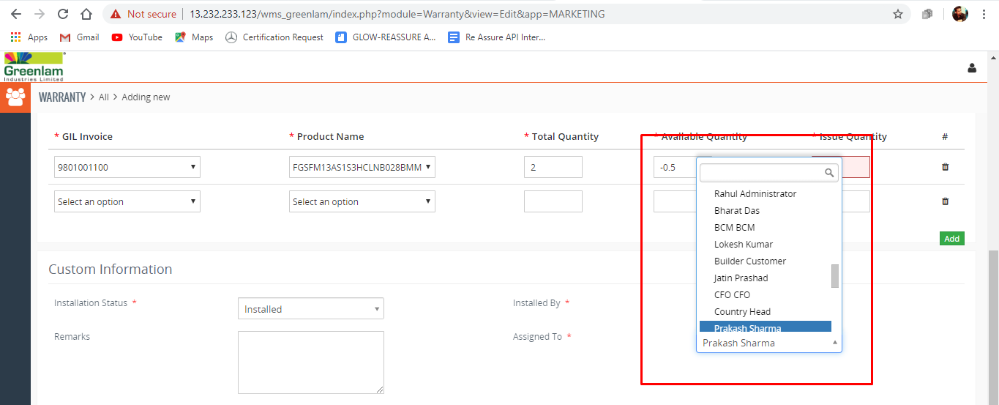 Not secure 13.232.233.123/wms_greenlam/index.php?module=Warranty&view=Edit&app=MARKETING
Apps Gmail YouTube Maps Certification Request GLOW-REASSURE A... Re Assure API Inter...
Greenlam
Industries Limited
WARRANTY > All > Adding new
* GIL Invoice * Product Name * Total Quantity * Available Quantity * Issue Quantity #
9801001100 FGSFM13AS1S3HCLNB028BMM 2 -0.5
Select an option Select an option
Rahul Administrator
Bharat Das
BCM BCM
Lokesh Kumar
Builder Customer
Jatin Prashad
CFO CFO
Country Head
Prakash Sharma
Prakash Sharma
Add
Custom Information
Installation Status * Installed Installed By *
Remarks Assigned To *